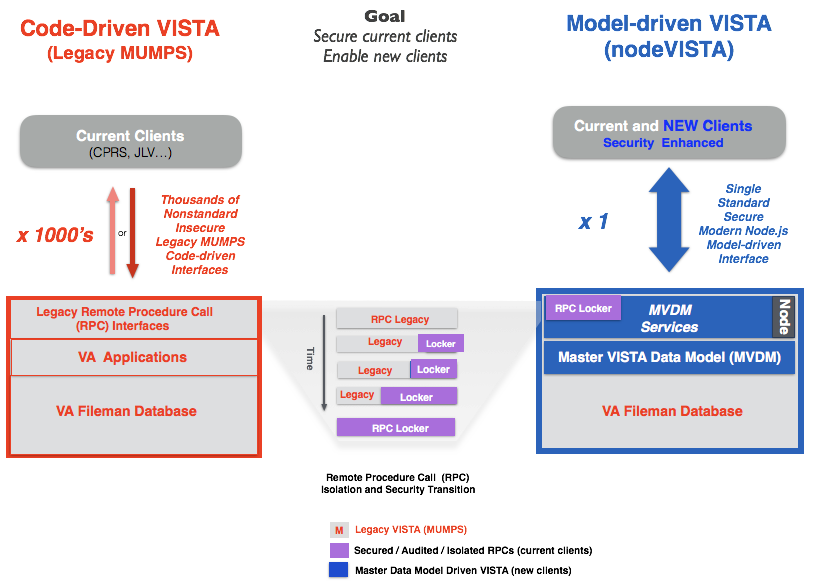 Code-Driven VISTA
(Legacy MUMPS)
Goal
Secure current clients
Enable new clients
Model-driven VISTA
(nodeVISTA)
Current Clients
(CPRS, JLV...)
x 1000's
or
Thousands of
Nonstandard
Insecure
Legacy MUMPS
Code-driven
Interfaces
Legacy Remote Procedure Call
(RPC) Interfaces
VA Applications
VA Fileman Database
Time
RPC Legacy
Legacy Locker
Legacy Locker
Legacy Locker
RPC Locker
Remote Procedure Call (RPC)
Isolation and Security Transition
Current and NEW Clients
Security Enhanced
x 1
Single
Standard
Secure
Modern Node.js
Model-driven
Interface
RPC Locker
MVDM
Services
Node
Master VISTA Data Model (MVDM)
VA Fileman Database
M Legacy VISTA (MUMPS)
Secured / Audited / Isolated RPCs (current clients)
Master Data Model Driven VISTA (new clients)